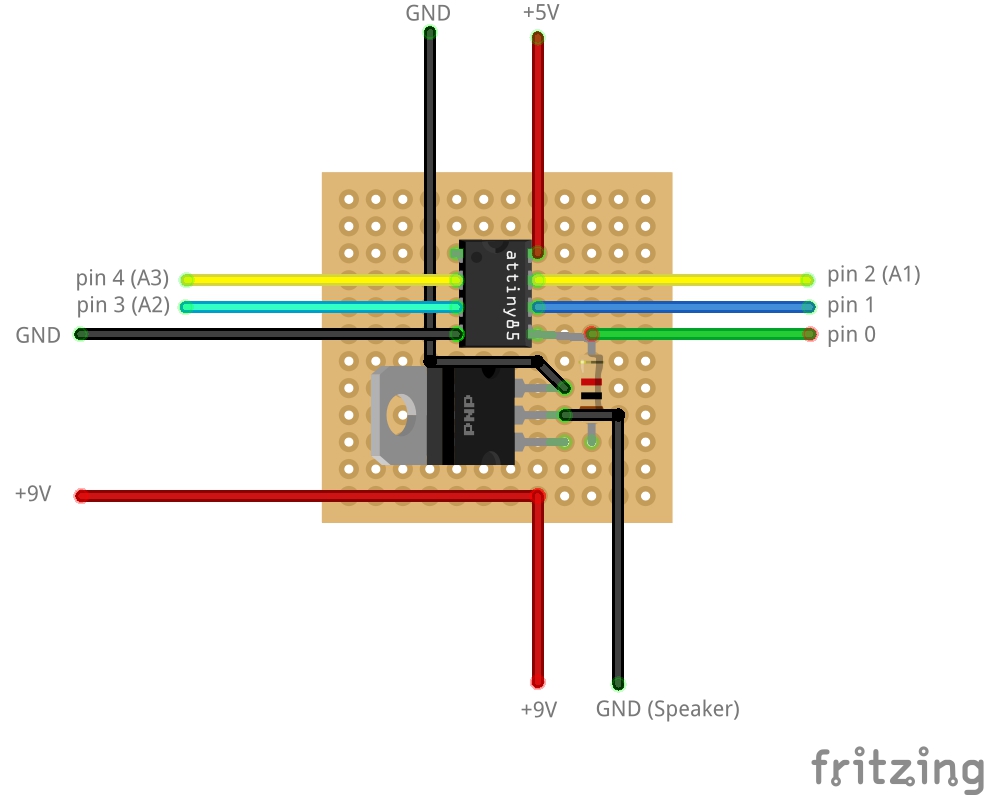 GND
+5V
attiny85
pin 4 (A3)
pin 2 (A1)
pin 3 (A2)
pin 1
GND
pin 0
PNP
+9V
+9V
GND (Speaker)
fritzing